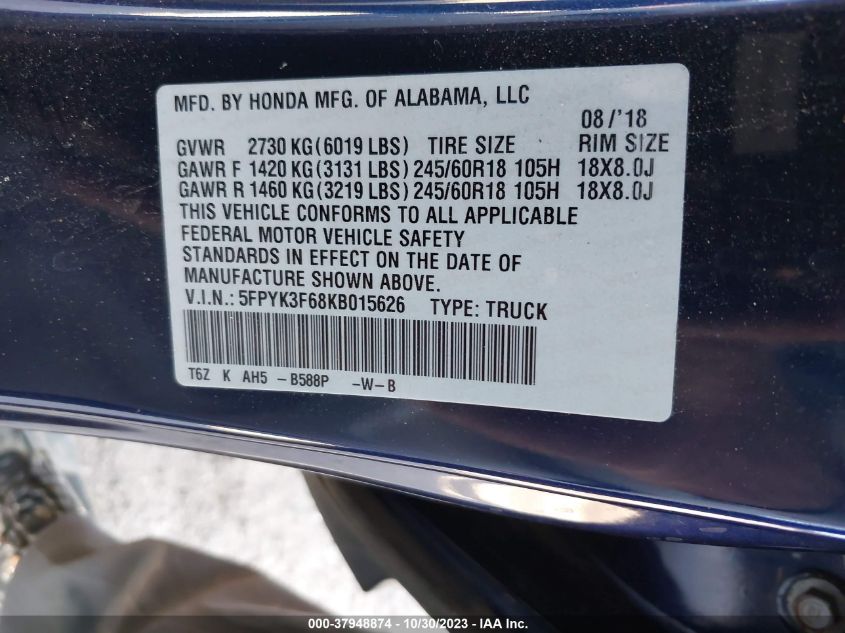 MFD. BY HONDA MFG. OF ALABAMA, LLC
08/'18
GVWR 2730 KG(6019 LBS) TIRE SIZE RIM SIZE
GAWR F 1420 KG (3131 LBS) 245/60R18 105H 18X8.0J
GAWR R 1460 KG (3219 LBS) 245/60R18 105H 18X8.0J
THIS VEHICLE CONFORMS TO ALL APPLICABLE
FEDERAL MOTOR VEHICLE SAFETY
STANDARDS IN EFFECT ON THE DATE OF
MANUFACTURE SHOWN ABOVE.
V.I.N.: 5FPYK3F68KB015626 TYPE: TRUCK
T6Z K AH5 -B588P -W-B
000-37948874 - 10/30/2023 - IAA Inc.